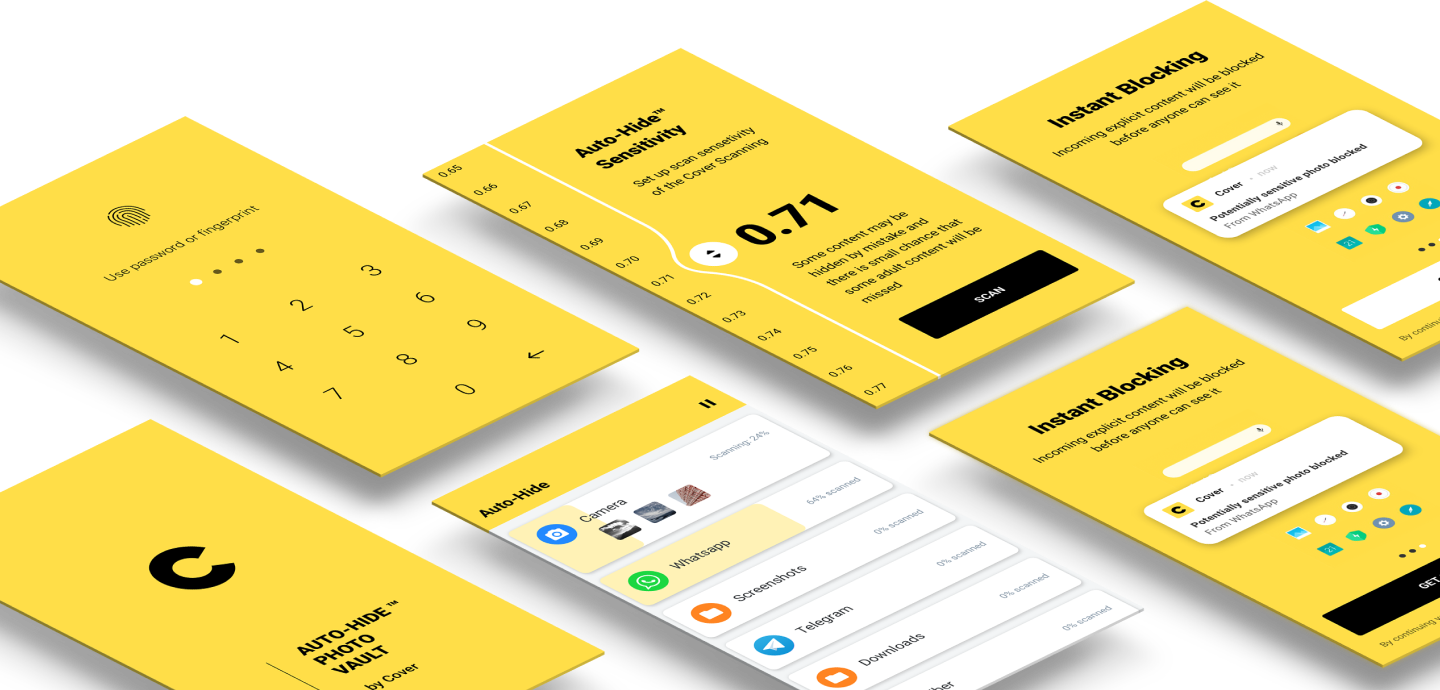 Use password or fingerprint
1
2
3
4
5
6
7
8
9
0
←
0.65
0.66
0.67
0.68
0.69
0.70
0.71
0.72
0.73
0.74
0.75
0.76
0.77
Auto-Hide™
Sensitivity
Set up scan sensetivity
of the Cover Scanning
0.71
Some content may be
hidden by mistake and
there is small chance that
some adult content will be
missed
SCAN
Instant Blocking
Incoming explicit content will be blocked
before anyone can see it
Cover • now
Potentially sensitive photo blocked
From WhatsApp
21
By continu
C
AUTO-HIDE™
PHOTO
VAULT
by Cover
Auto-Hide
Camera
Scanning: 24%
Whatsapp
64% scanned
Screenshots
0% scanned
Telegram
0% scanned
Downloads
0% scanned
ber
0% scanned
Instant Blocking
Incoming explicit content will be blocked
before anyone can see it
Cover • now
Potentially sensitive photo blocked
From WhatsApp
21
GET
By continuing